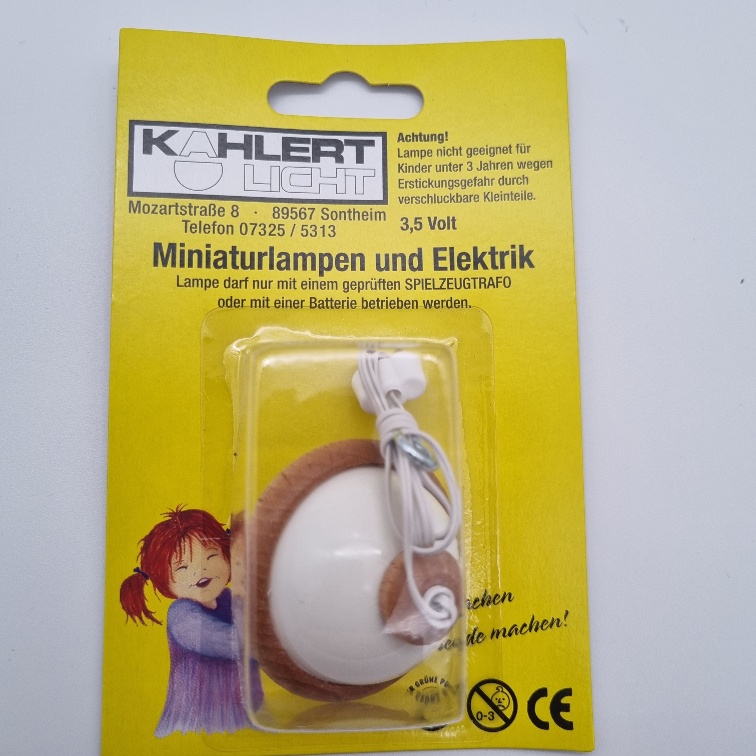 KAHLERT
LICHT
Mozartstraße 8 · 89567 Sontheim
Telefon 07325 / 5313
Achtung!
Lampe nicht geeignet für
Kinder unter 3 Jahren wegen
Erstickungsgefahr durch
verschluckbare Kleinteile.
3,5 Volt
Miniaturlampen und Elektrik
Lampe darf nur mit einem geprüften SPIELZEUGTRAFO
oder mit einer Batterie betrieben werden.
machen!
GRÜNE
0-3
CE